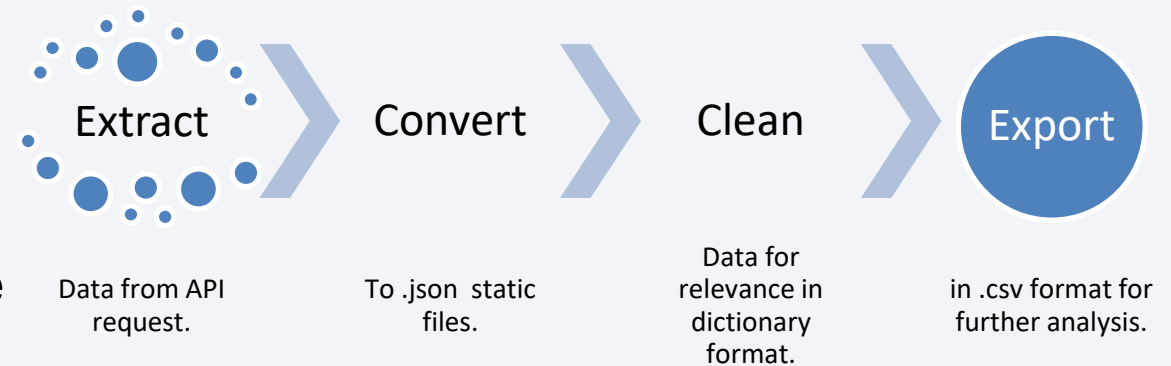 Extract
Convert
Clean
Export
e
Data from API
request.
To .json static
files.
Data for
relevance in
dictionary
format.
in .csv format for
further analysis.